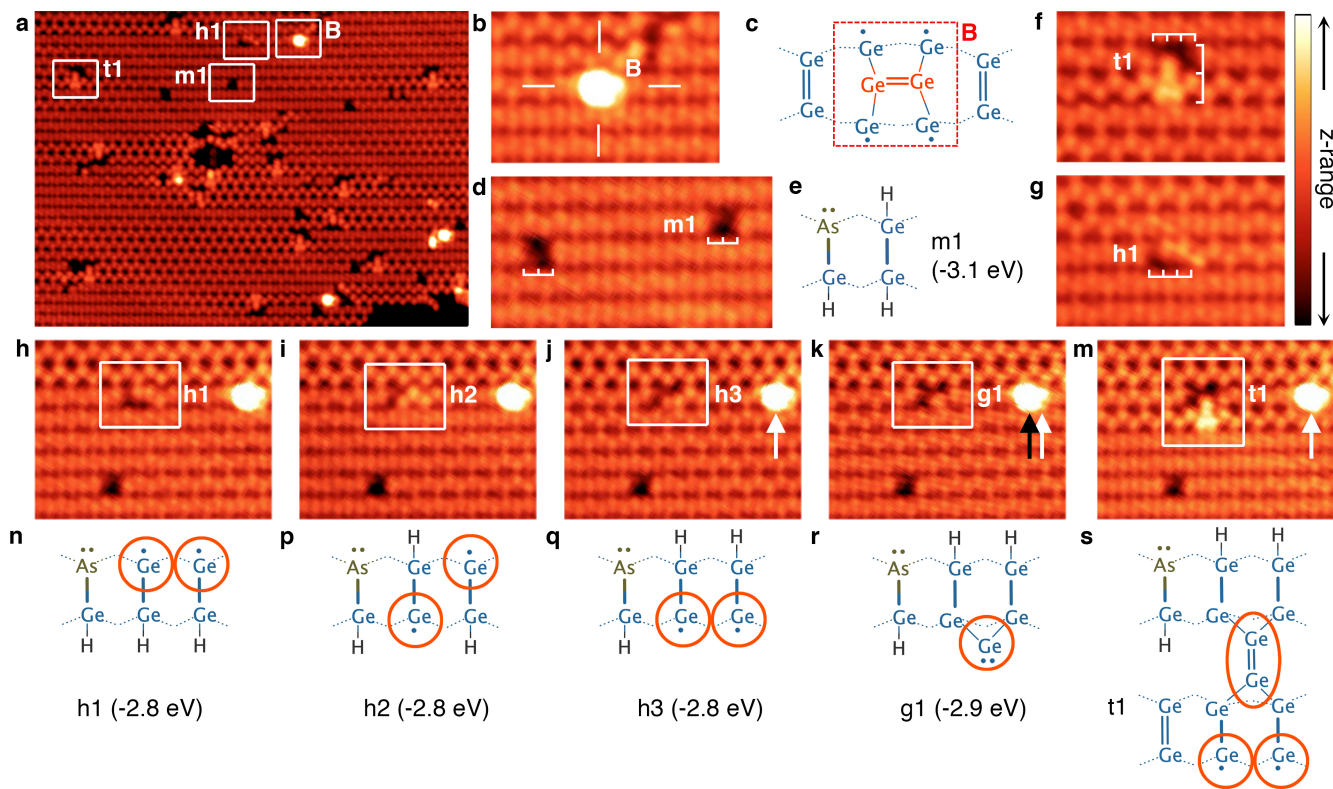 a
h1
B
t1
m1
b
B
c
B
Ge
Ge
Ge
Ge
Ge
Ge
Ge
Ge
Ge
Ge
d
m1
e
H
As
Ge
Ge
Ge
H
H
m1
(-3.1 eV)
f
t1
g
h1
z-range
h
h1
i
h2
j
h3
k
g1
m
t1
n
As
Ge
Ge
Ge
Ge
Ge
H
H
H
h1 (-2.8 eV)
p
H
As
Ge
Ge
Ge
Ge
Ge
H
H
h2 (-2.8 eV)
q
H
H
As
Ge
Ge
Ge
Ge
Ge
H
h3 (-2.8 eV)
r
H
H
As
Ge
Ge
Ge
Ge
Ge
H
Ge
g1 (-2.9 eV)
s
H
H
As
Ge
Ge
Ge
Ge
Ge
H
Ge
Ge
t1
Ge
Ge
Ge
Ge
Ge
Ge